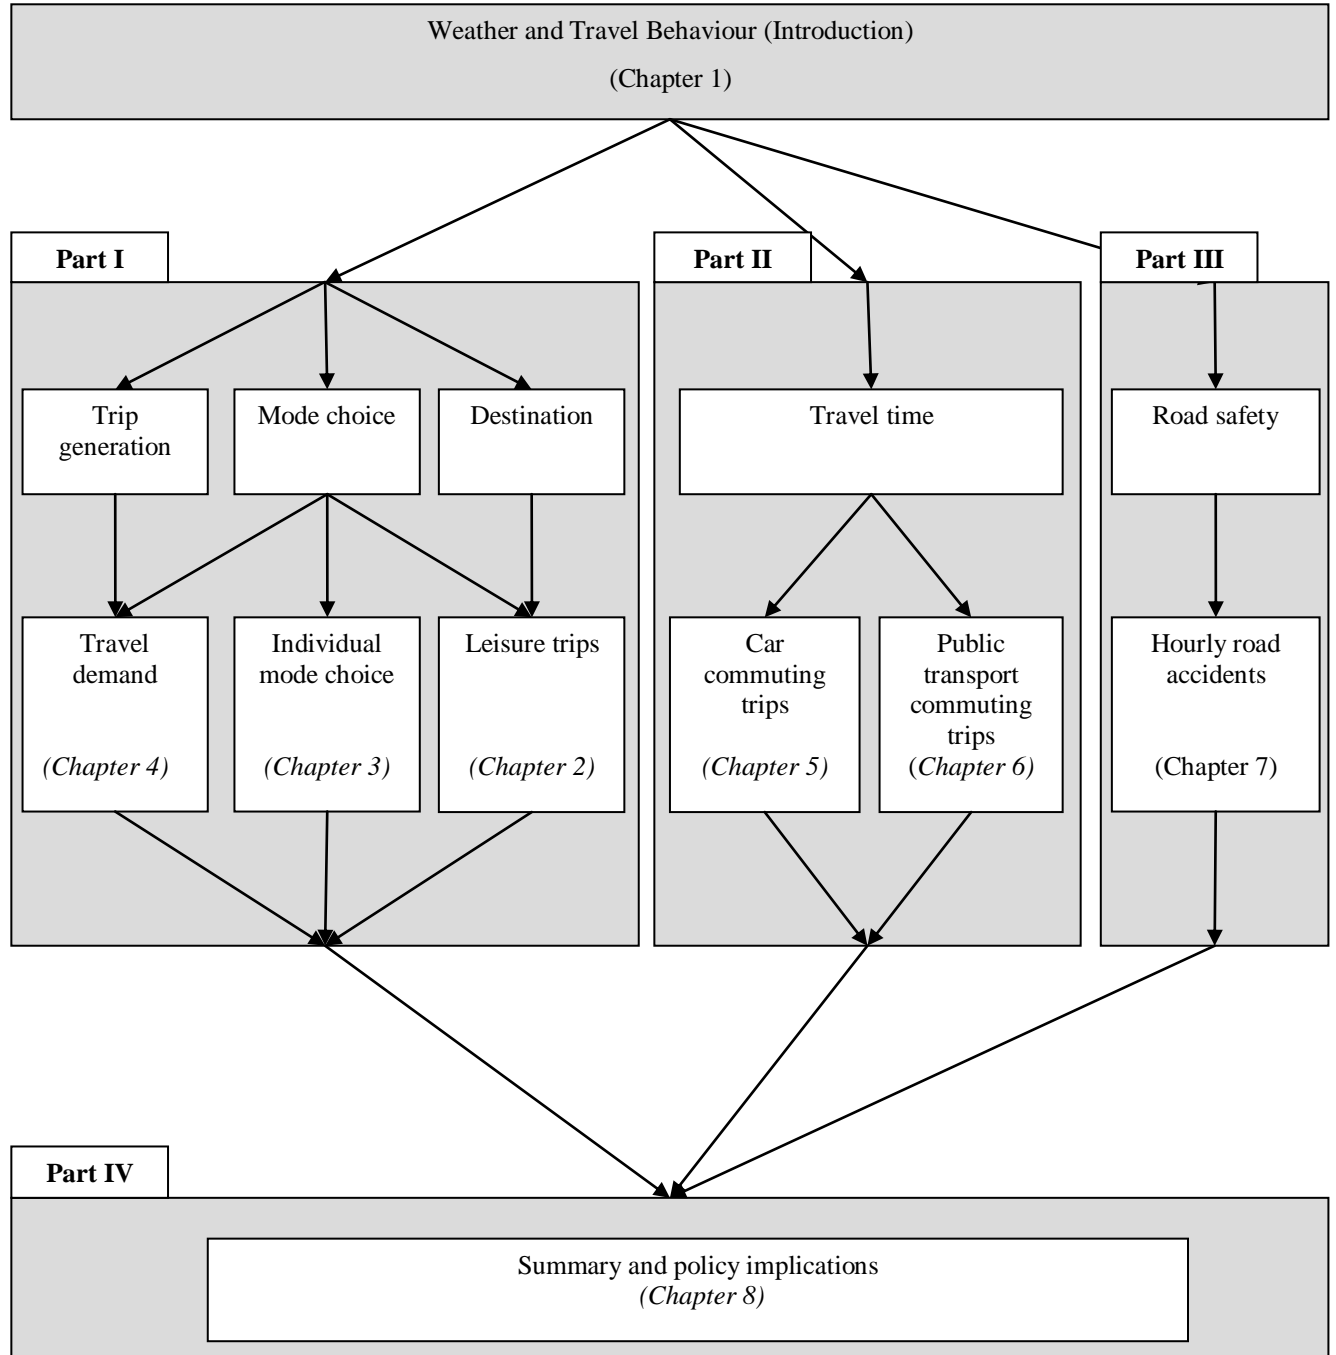 Weather and Travel Behaviour (Introduction)
(Chapter 1)
Part I
Part II
Part III
Trip
generation
Mode choice
Destination
Travel time
Road safety
Travel
demand
(Chapter 4)
Individual
mode choice
(Chapter 3)
Leisure trips
(Chapter 2)
Car
commuting
trips
(Chapter 5)
Public
transport
commuting
trips
(Chapter 6)
Hourly road
accidents
(Chapter 7)
Part IV
Summary and policy implications
(Chapter 8)